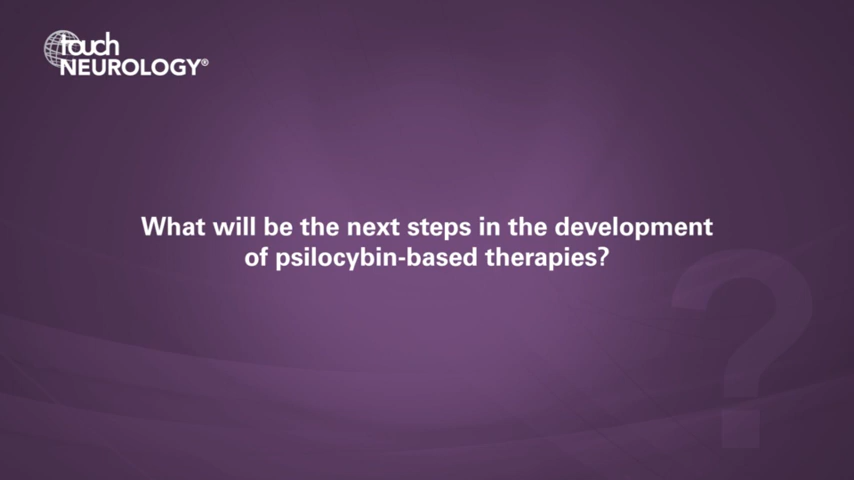 touch
NEUROLOGY®
What will be the next steps in the development
of psilocybin-based therapies?
?